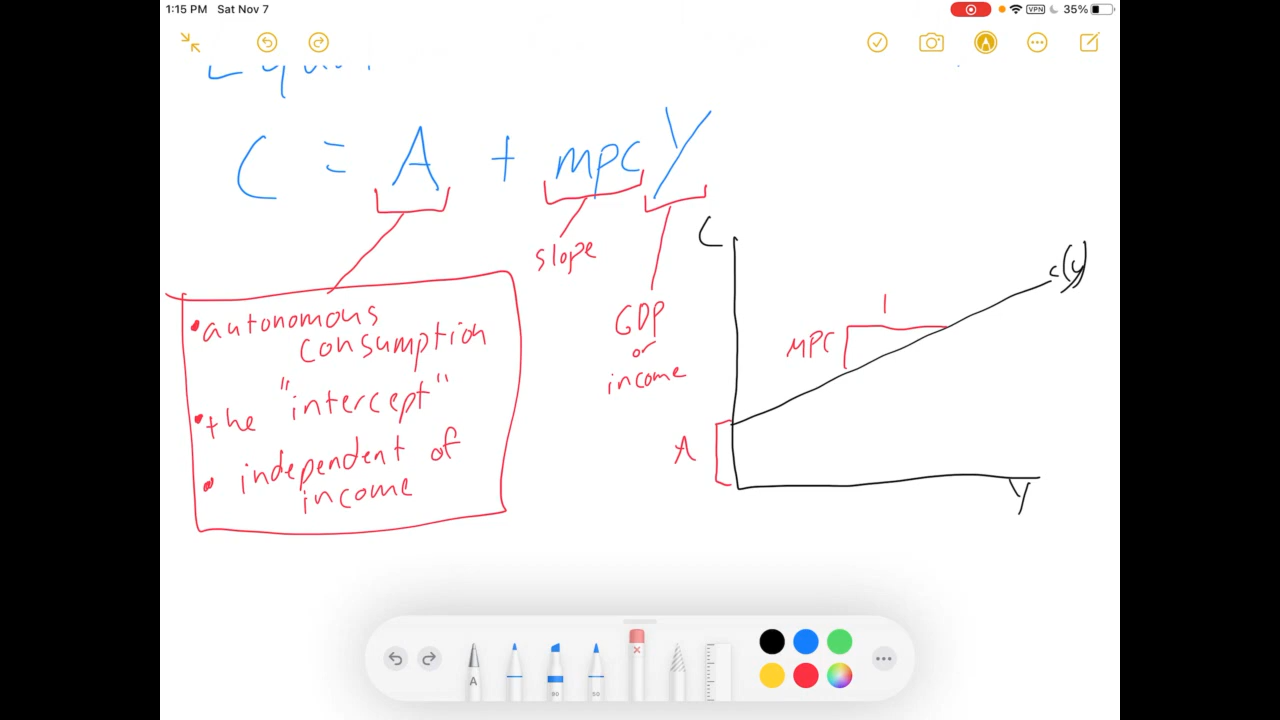 1:15 PM Sat Nov 7
VPN 35%
C = A + mpc Y
slope
GDP
or
income
• autonomous
consumption
• the "intercept"
• independent of
income
C
c(y)
1
MPC
A
Y
A